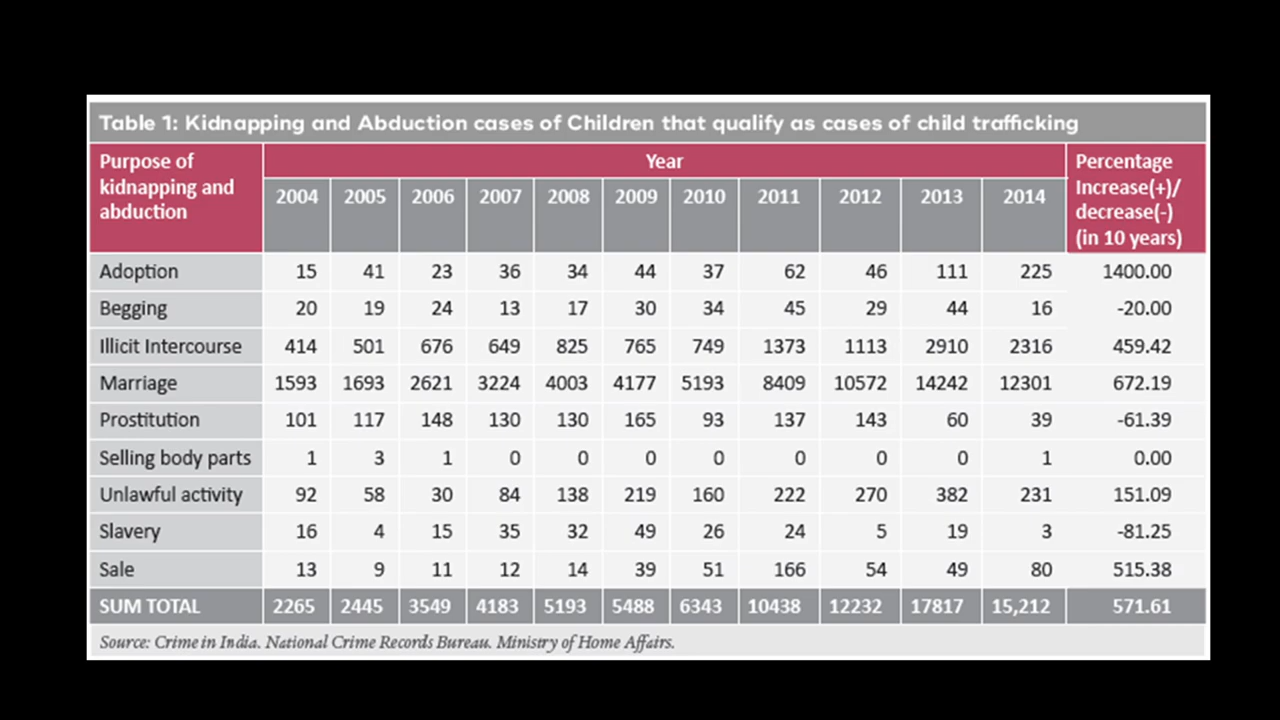 Table 1: Kidnapping and Abduction cases of Children that qualify as cases of child trafficking
Purpose of kidnapping and abduction Year Percentage Increase(+)/ decrease(-) (in 10 years)
2004 2005 2006 2007 2008 2009 2010 2011 2012 2013 2014
Adoption 15 41 23 36 34 44 37 62 46 111 225 1400.00
Begging 20 19 24 13 17 30 34 45 29 44 16 -20.00
Illicit Intercourse 414 501 676 649 825 765 749 1373 1113 2910 2316 459.42
Marriage 1593 1693 2621 3224 4003 4177 5193 8409 10572 14242 12301 672.19
Prostitution 101 117 148 130 130 165 93 137 143 60 39 -61.39
Selling body parts 1 3 1 0 0 0 0 0 0 0 1 0.00
Unlawful activity 92 58 30 84 138 219 160 222 270 382 231 151.09
Slavery 16 4 15 35 32 49 26 24 5 19 3 -81.25
Sale 13 9 11 12 14 39 51 166 54 49 80 515.38
SUM TOTAL 2265 2445 3549 4183 5193 5488 6343 10438 12232 17817 15,212 571.61
Source: Crime in India. National Crime Records Bureau. Ministry of Home Affairs.